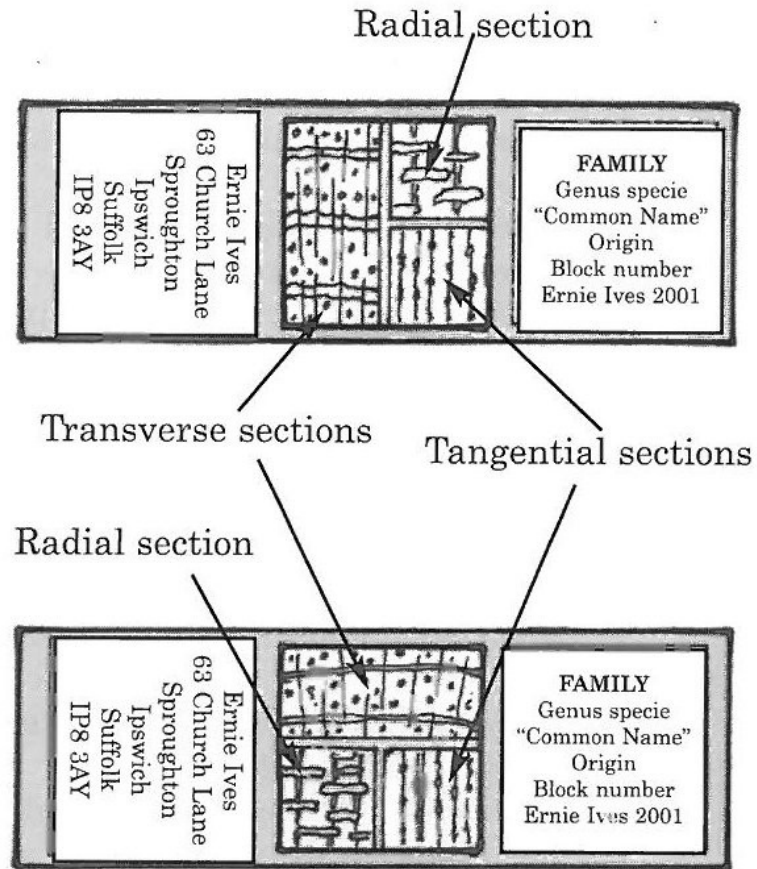 Radial section
Ernie Ives
63 Church Lane
Sproughton
Ipswich
Suffolk
IP8 3AY
FAMILY
Genus specie
“Common Name”
Origin
Block number
Ernie Ives 2001
Transverse sections
Tangential sections
Radial section
Ernie Ives
63 Church Lane
Sproughton
Ipswich
Suffolk
IP8 3AY
FAMILY
Genus specie
“Common Name”
Origin
Block number
Ernie Ives 2001